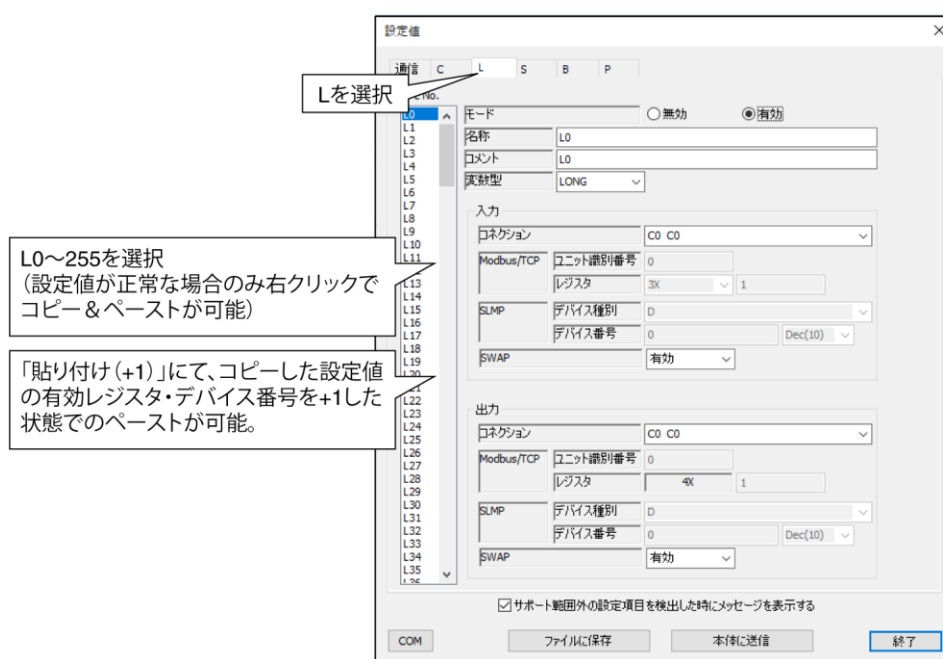 設定値
通信 C L S B P
Lを選択
No.
L0
L1
L2
L3
L4
L5
L6
L7
L8
L9
L10
L11
L13
L14
L15
L16
L17
L18
L19
L20
L22
L23
L24
L25
L26
L27
L28
L29
L30
L31
L32
L33
L34
L35
モード 無効 有効
名称 L0
コメント L0
変数型 LONG
入力
コネクション C0 C0
Modbus/TCP ユニット識別番号 0
レジスタ 3X 1
SLMP デバイス種別 D
デバイス番号 0 Dec(10)
SWAP 有効
出力
コネクション C0 C0
Modbus/TCP ユニット識別番号 0
レジスタ 4X 1
SLMP デバイス種別 D
デバイス番号 0 Dec(10)
SWAP 有効
L0~255を選択
(設定値が正常な場合のみ右クリックで
コピー&ペーストが可能)
「貼り付け(+1)」にて、コピーした設定値
の有効レジスタ・デバイス番号を+1した
状態でのペーストが可能。
サポート範囲外の設定項目を検出した時にメッセージを表示する
COM ファイルに保存 本体に送信 終了